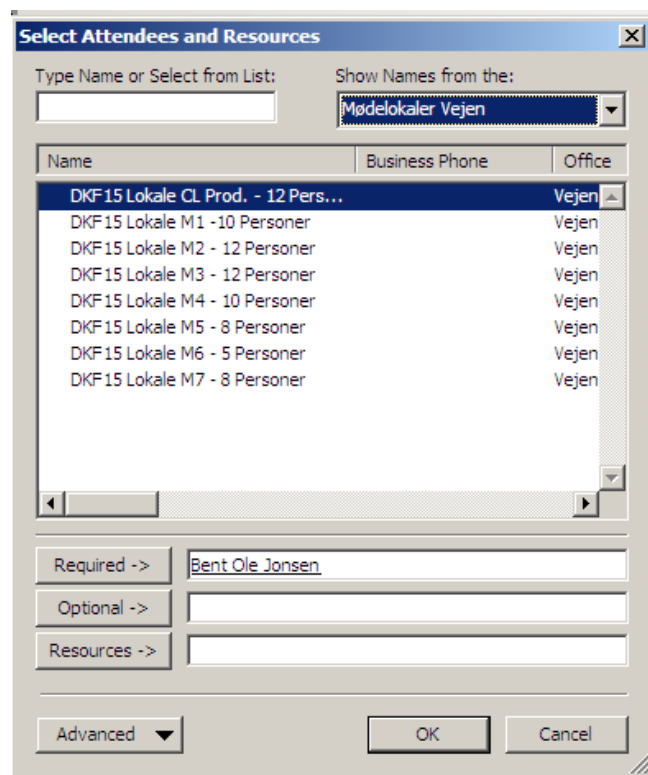 Select Attendees and Resources
Type Name or Select from List: Show Names from the:
Mødelokaler Vejen
Name Business Phone Office
DKF15 Lokale CL Prod. - 12 Pers... Vejen
DKF15 Lokale M1 -10 Personer Vejen
DKF15 Lokale M2 - 12 Personer Vejen
DKF15 Lokale M3 - 12 Personer Vejen
DKF15 Lokale M4 - 10 Personer Vejen
DKF15 Lokale M5 - 8 Personer Vejen
DKF15 Lokale M6 - 5 Personer Vejen
DKF15 Lokale M7 - 8 Personer Vejen
Required -> Bent Ole Jonsen
Optional ->
Resources ->
Advanced OK Cancel